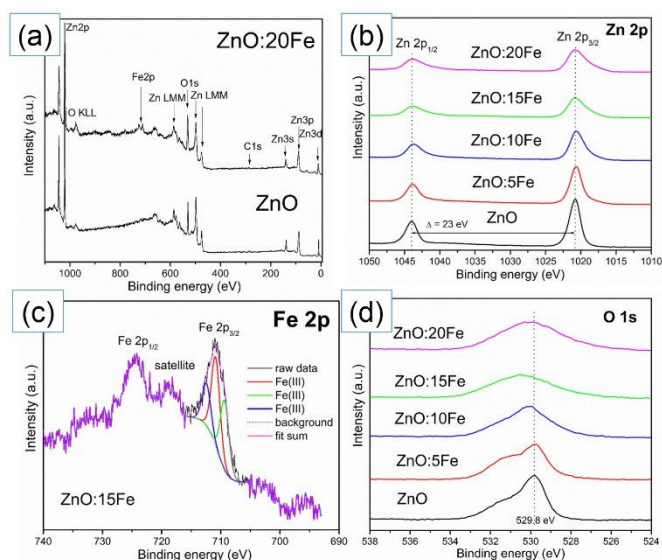 (a)
ZnO:20Fe
Zn2p
O KLL
Fe2p
Zn LMM
O1s
Zn LMM
C1s
Zn3s
Zn3p
Zn3d
ZnO
Intensity (a.u.)
1000 800 600 400 200 0
Binding energy (eV)
(b)
Zn 2p
Zn 2p1/2
Zn 2p3/2
ZnO:20Fe
ZnO:15Fe
ZnO:10Fe
ZnO:5Fe
ZnO
Δ = 23 eV
Intensity (a.u.)
1050 1045 1040 1035 1030 1025 1020 1015 1010
Binding energy (eV)
(c)
Fe 2p
Fe 2p1/2
satellite
Fe 2p3/2
raw data
Fe(III)
Fe(III)
Fe(III)
background
fit sum
ZnO:15Fe
Intensity (a.u.)
740 730 720 710 700 690
Binding energy (eV)
(d)
O 1s
ZnO:20Fe
ZnO:15Fe
ZnO:10Fe
ZnO:5Fe
ZnO
529,8 eV
Intensity (a.u.)
538 536 534 532 530 528 526 524
Binding energy (eV)